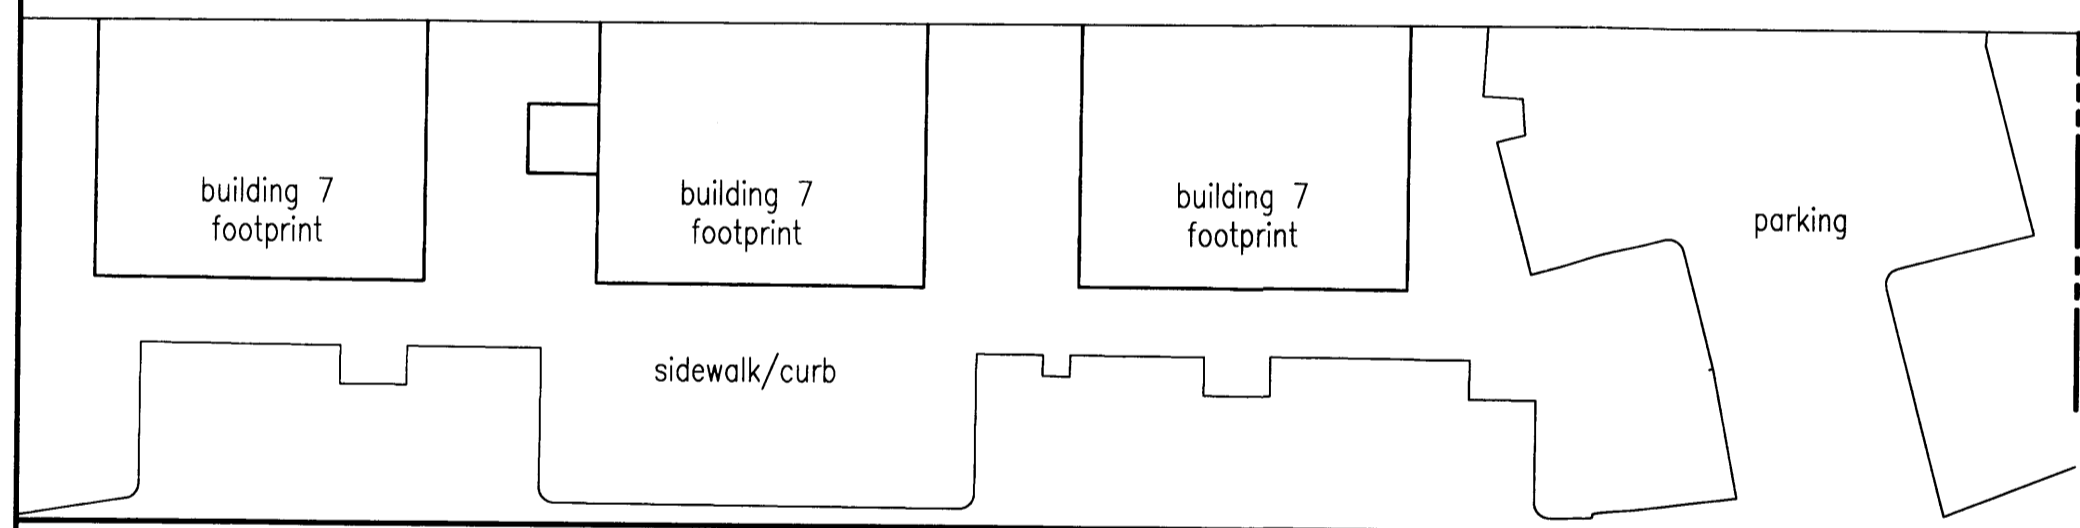 building 7
footprint
building 7
footprint
building 7
footprint
parking
sidewalk/curb